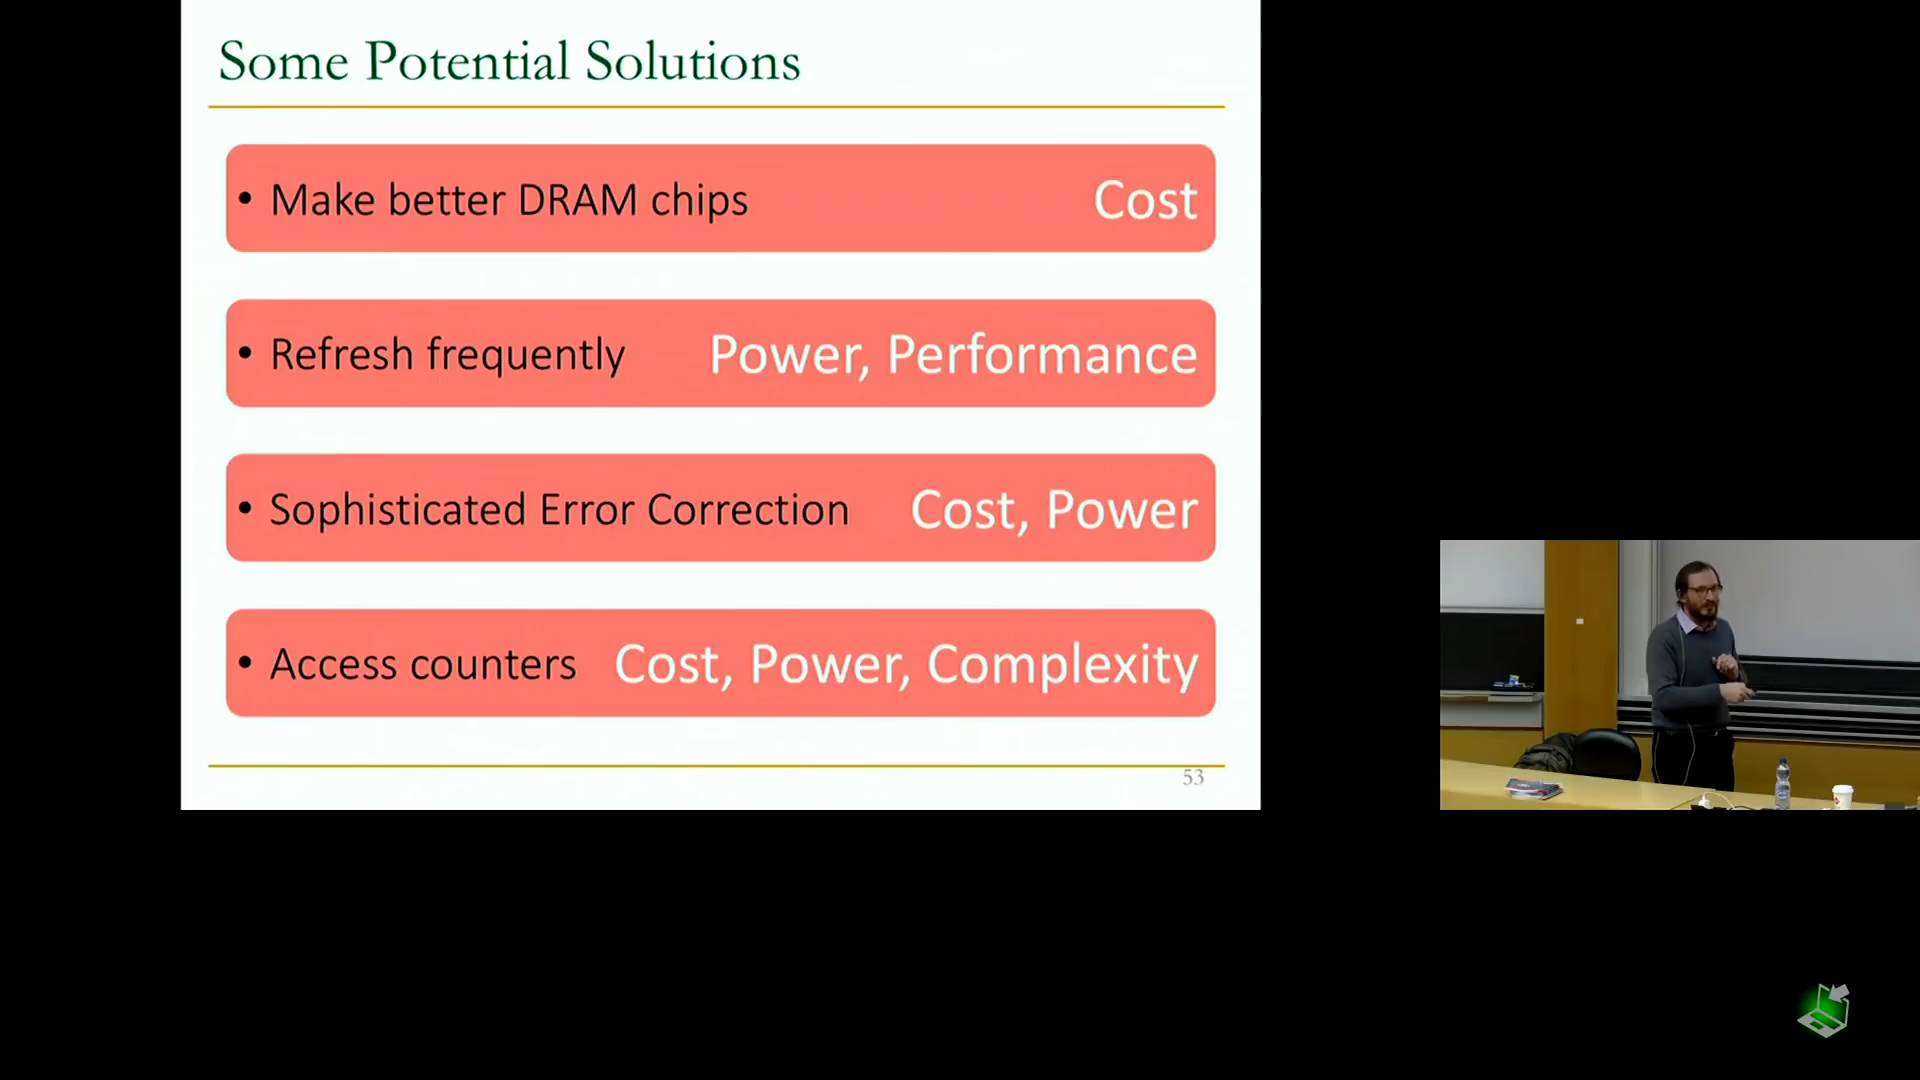 Some Potential Solutions
• Make better DRAM chips Cost
• Refresh frequently Power, Performance
• Sophisticated Error Correction Cost, Power
• Access counters Cost, Power, Complexity
53